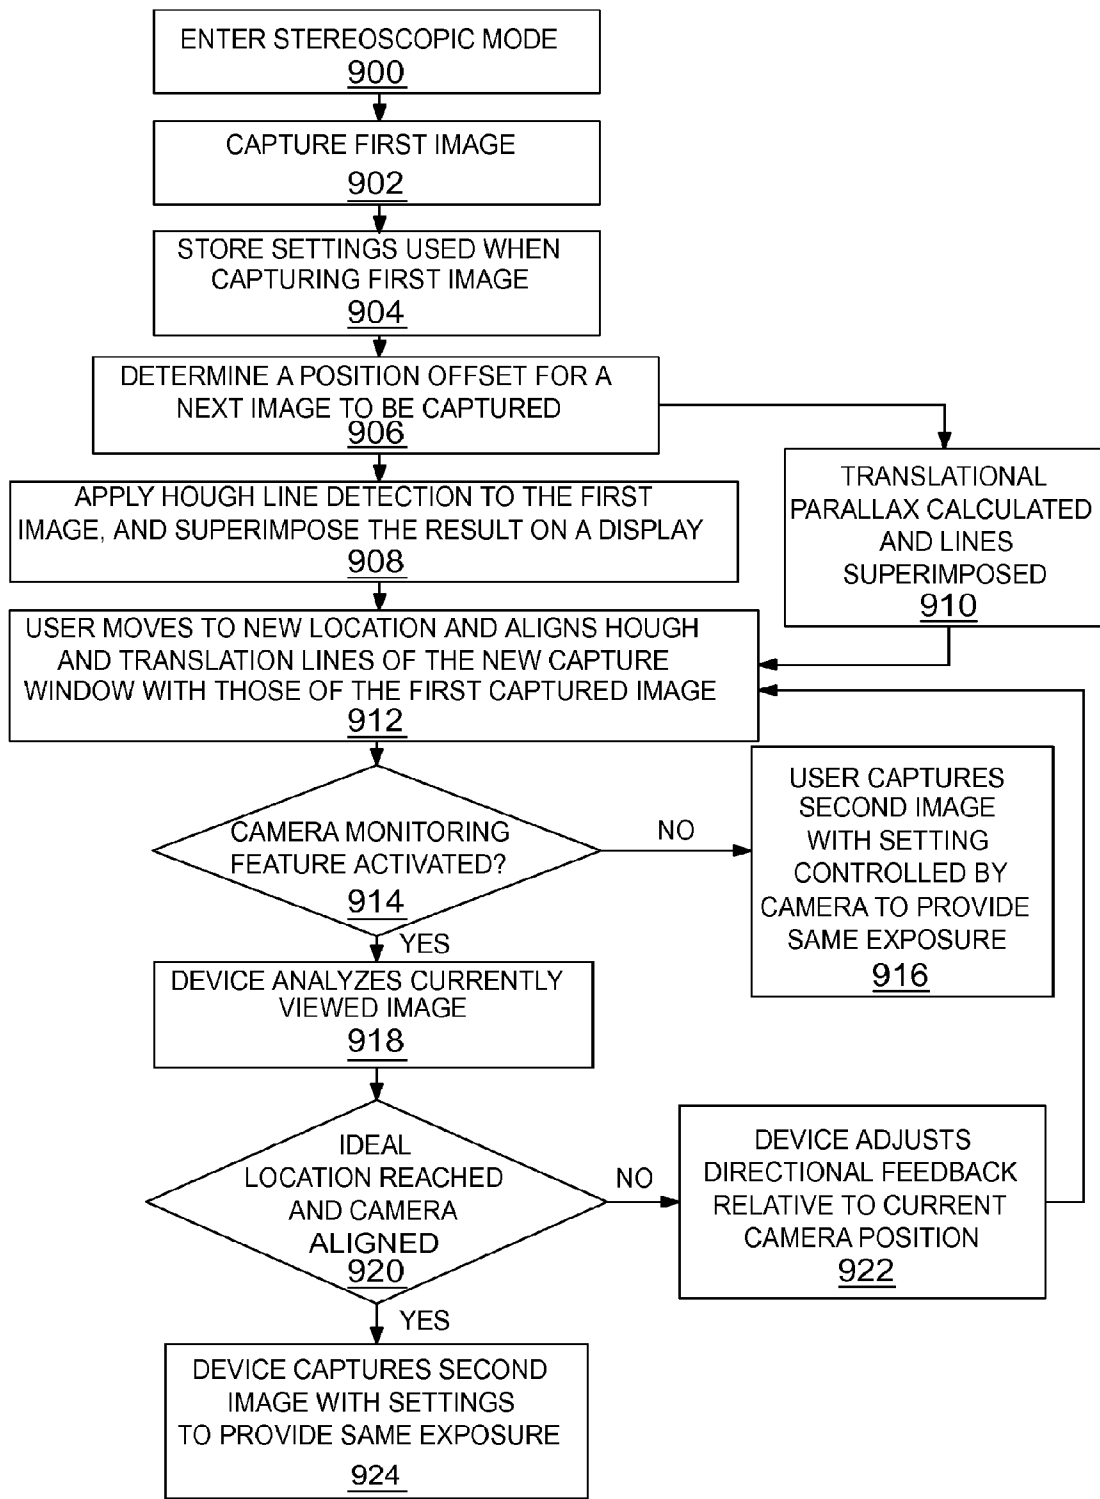 ENTER STEREOSCOPIC MODE
900
CAPTURE FIRST IMAGE
902
STORE SETTINGS USED WHEN
CAPTURING FIRST IMAGE
904
DETERMINE A POSITION OFFSET FOR A
NEXT IMAGE TO BE CAPTURED
906
APPLY HOUGH LINE DETECTION TO THE FIRST
IMAGE, AND SUPERIMPOSE THE RESULT ON A DISPLAY
908
TRANSLATIONAL
PARALLAX CALCULATED
AND LINES
SUPERIMPOSED
910
USER MOVES TO NEW LOCATION AND ALIGNS HOUGH
AND TRANSLATION LINES OF THE NEW CAPTURE
WINDOW WITH THOSE OF THE FIRST CAPTURED IMAGE
912
CAMERA MONITORING
FEATURE ACTIVATED?
914
NO
USER CAPTURES
SECOND IMAGE
WITH SETTING
CONTROLLED BY
CAMERA TO PROVIDE
SAME EXPOSURE
916
YES
DEVICE ANALYZES CURRENTLY
VIEWED IMAGE
918
IDEAL
LOCATION REACHED
AND CAMERA
ALIGNED
920
NO
DEVICE ADJUSTS
DIRECTIONAL FEEDBACK
RELATIVE TO CURRENT
CAMERA POSITION
922
YES
DEVICE CAPTURES SECOND
IMAGE WITH SETTINGS
TO PROVIDE SAME EXPOSURE
924